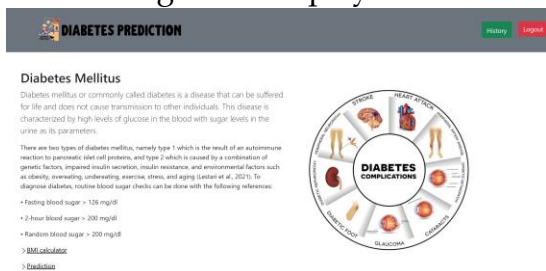 DIABETES PREDICTION
History
Logout
Diabetes Mellitus
Diabetes mellitus or commonly called diabetes is a disease that can be suffered
for life and does not cause transmission to other individuals. This disease is
characterized by high levels of glucose in the blood with sugar levels in the
urine as its parameters.
There are two types of diabetes mellitus, namely type 1 which is the result of an autoimmune
reaction to pancreatic islet cell proteins, and type 2 which is caused by a combination of
genetic factors, impaired insulin secretion, insulin resistance, and environmental factors such
as obesity, overeating, undereating, exercise, stress, and aging (Lestari et al., 2021). To
diagnose diabetes, routine blood sugar checks can be done with the following references:
• Fasting blood sugar > 126 mg/dl
• 2-hour blood sugar > 200 mg/dl
• Random blood sugar > 200 mg/dl
> BMI calculator
> Prediction
STROKE
HEART ATTACK
CATARACTS
GLAUCOMA
DIABETIC FOOT
DIABETES
COMPLICATIONS